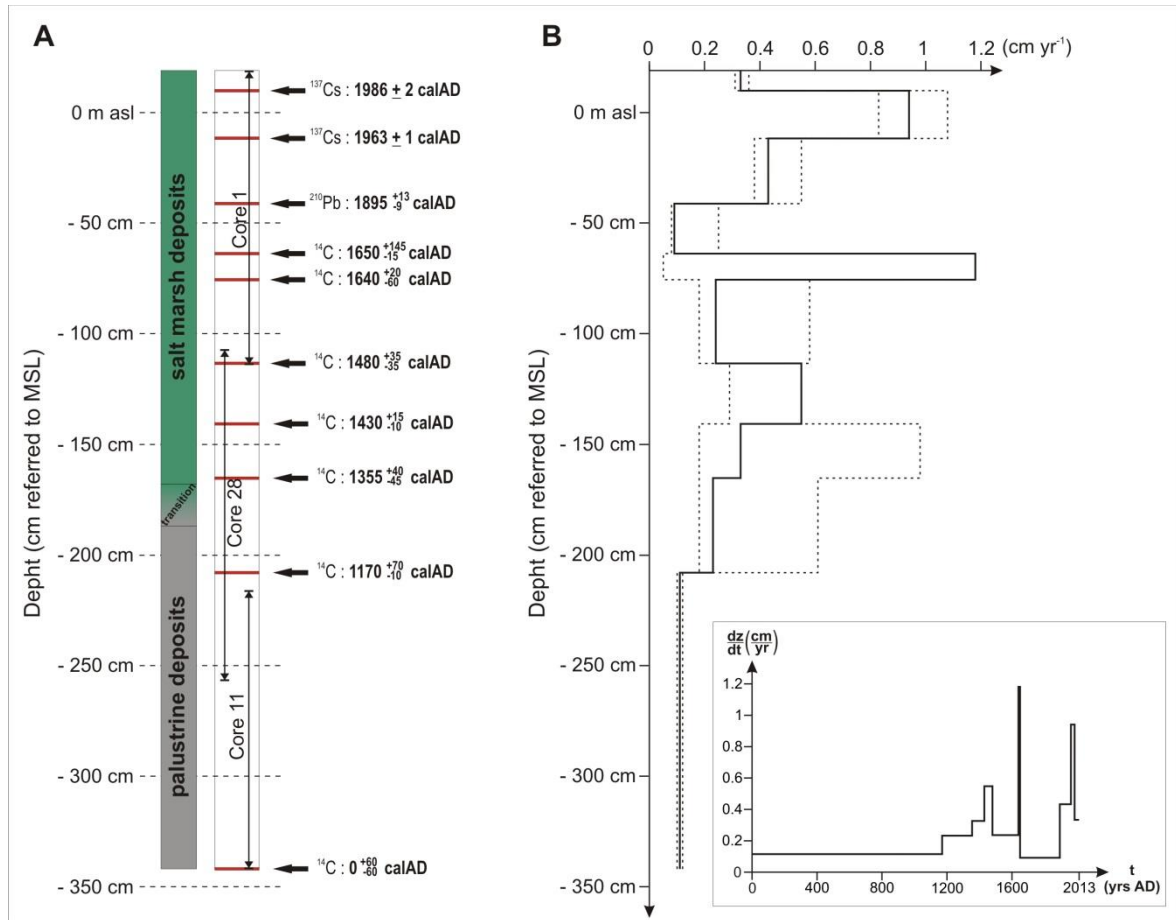 A
B
0 0.2 0.4 0.6 0.8 1 1.2 (cm yr⁻¹)
Depht (cm referred to MSL)
0 m asl
- 50 cm
- 100 cm
- 150 cm
- 200 cm
- 250 cm
- 300 cm
- 350 cm
salt marsh deposits
transition
palustrine deposits
Core 1
Core 28
Core 11
¹³⁷Cs : 1986 ± 2 calAD
¹³⁷Cs : 1963 ± 1 calAD
²¹⁰Pb : 1895 +13 -9 calAD
¹⁴C : 1650 +145 -15 calAD
¹⁴C : 1640 +20 -60 calAD
¹⁴C : 1480 +35 -35 calAD
¹⁴C : 1430 +15 -10 calAD
¹⁴C : 1355 +40 -45 calAD
¹⁴C : 1170 +70 -10 calAD
¹⁴C : 0 +60 -60 calAD
Depht (cm referred to MSL)
0 m asl
- 50 cm
- 100 cm
- 150 cm
- 200 cm
- 250 cm
- 300 cm
- 350 cm
dz/dt (cm/yr)
1.2
1
0.8
0.6
0.4
0.2
0
0 400 800 1200 1600 2013
t
(yrs AD)